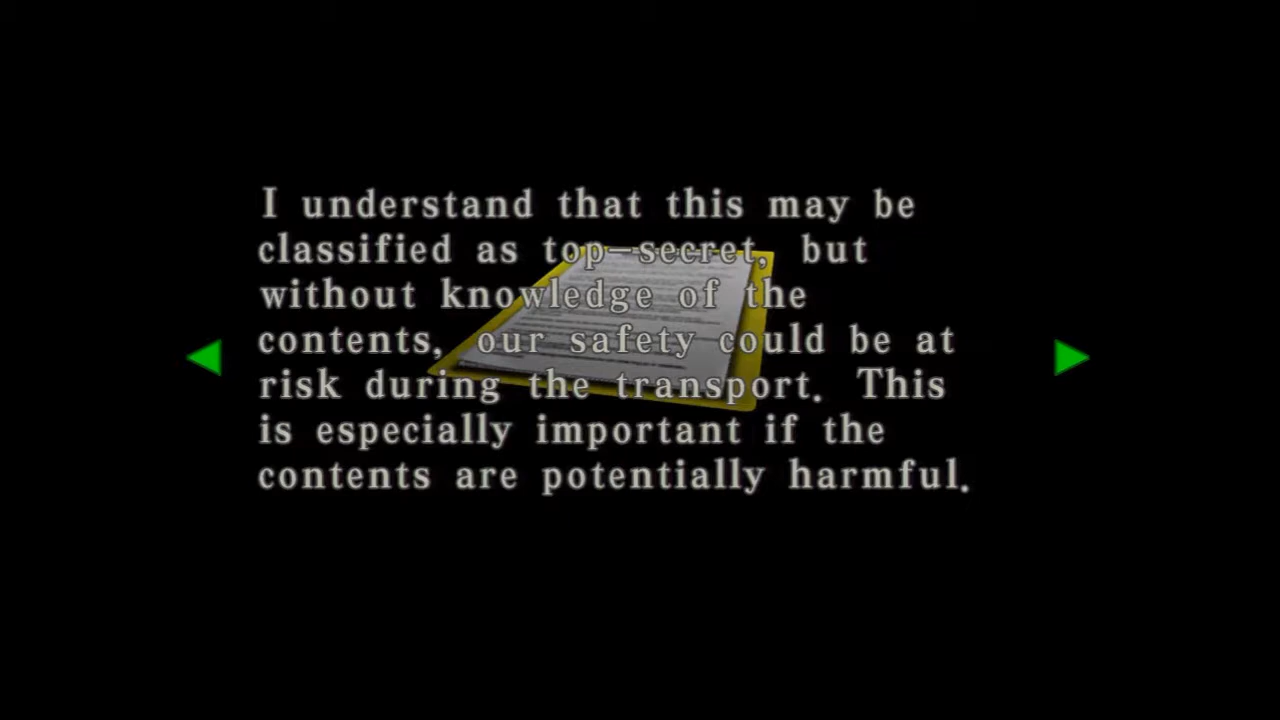 I understand that this may be
classified as top-secret, but
without knowledge of the
contents, our safety could be at
risk during the transport. This
is especially important if the
contents are potentially harmful.